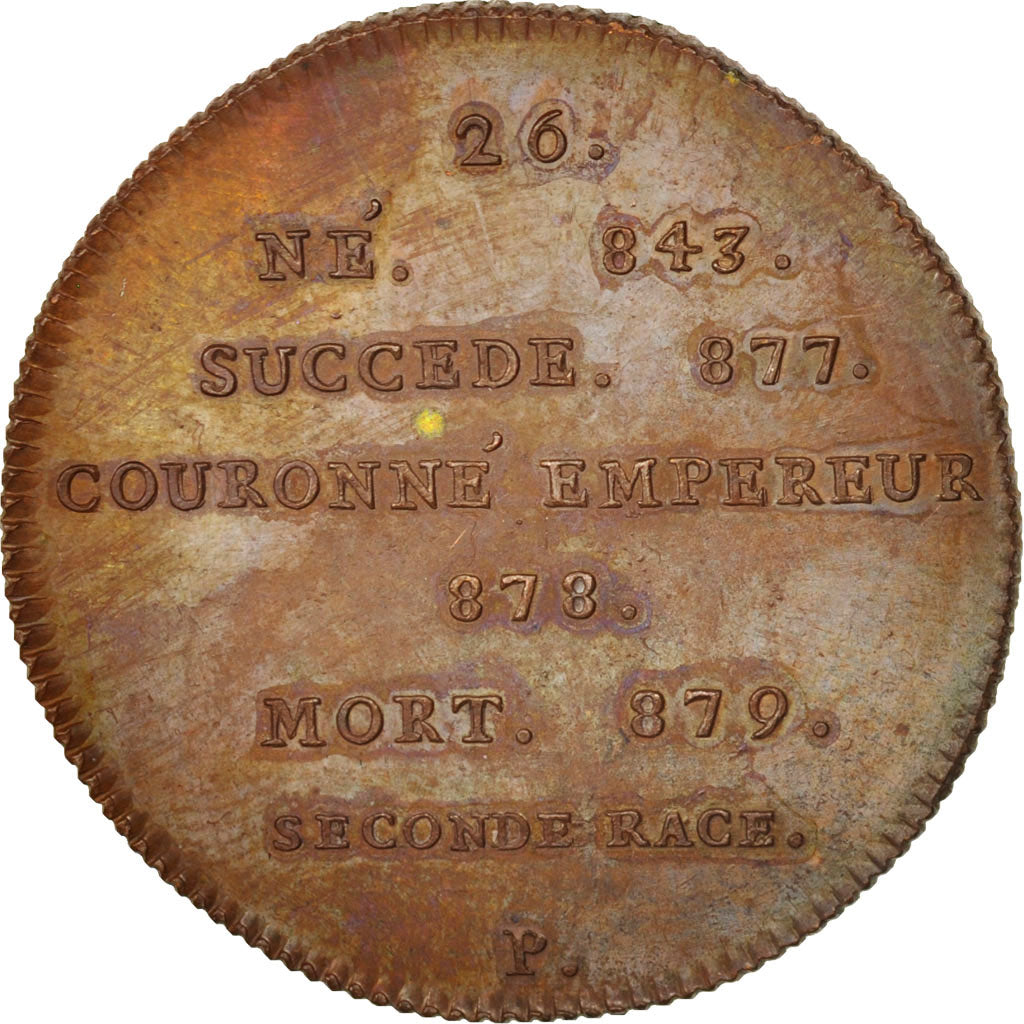 26.
NÉ. 843.
SUCCEDE. 877.
COURONNÉ EMPEREUR
878.
MORT. 879.
SECONDE RACE.
P.